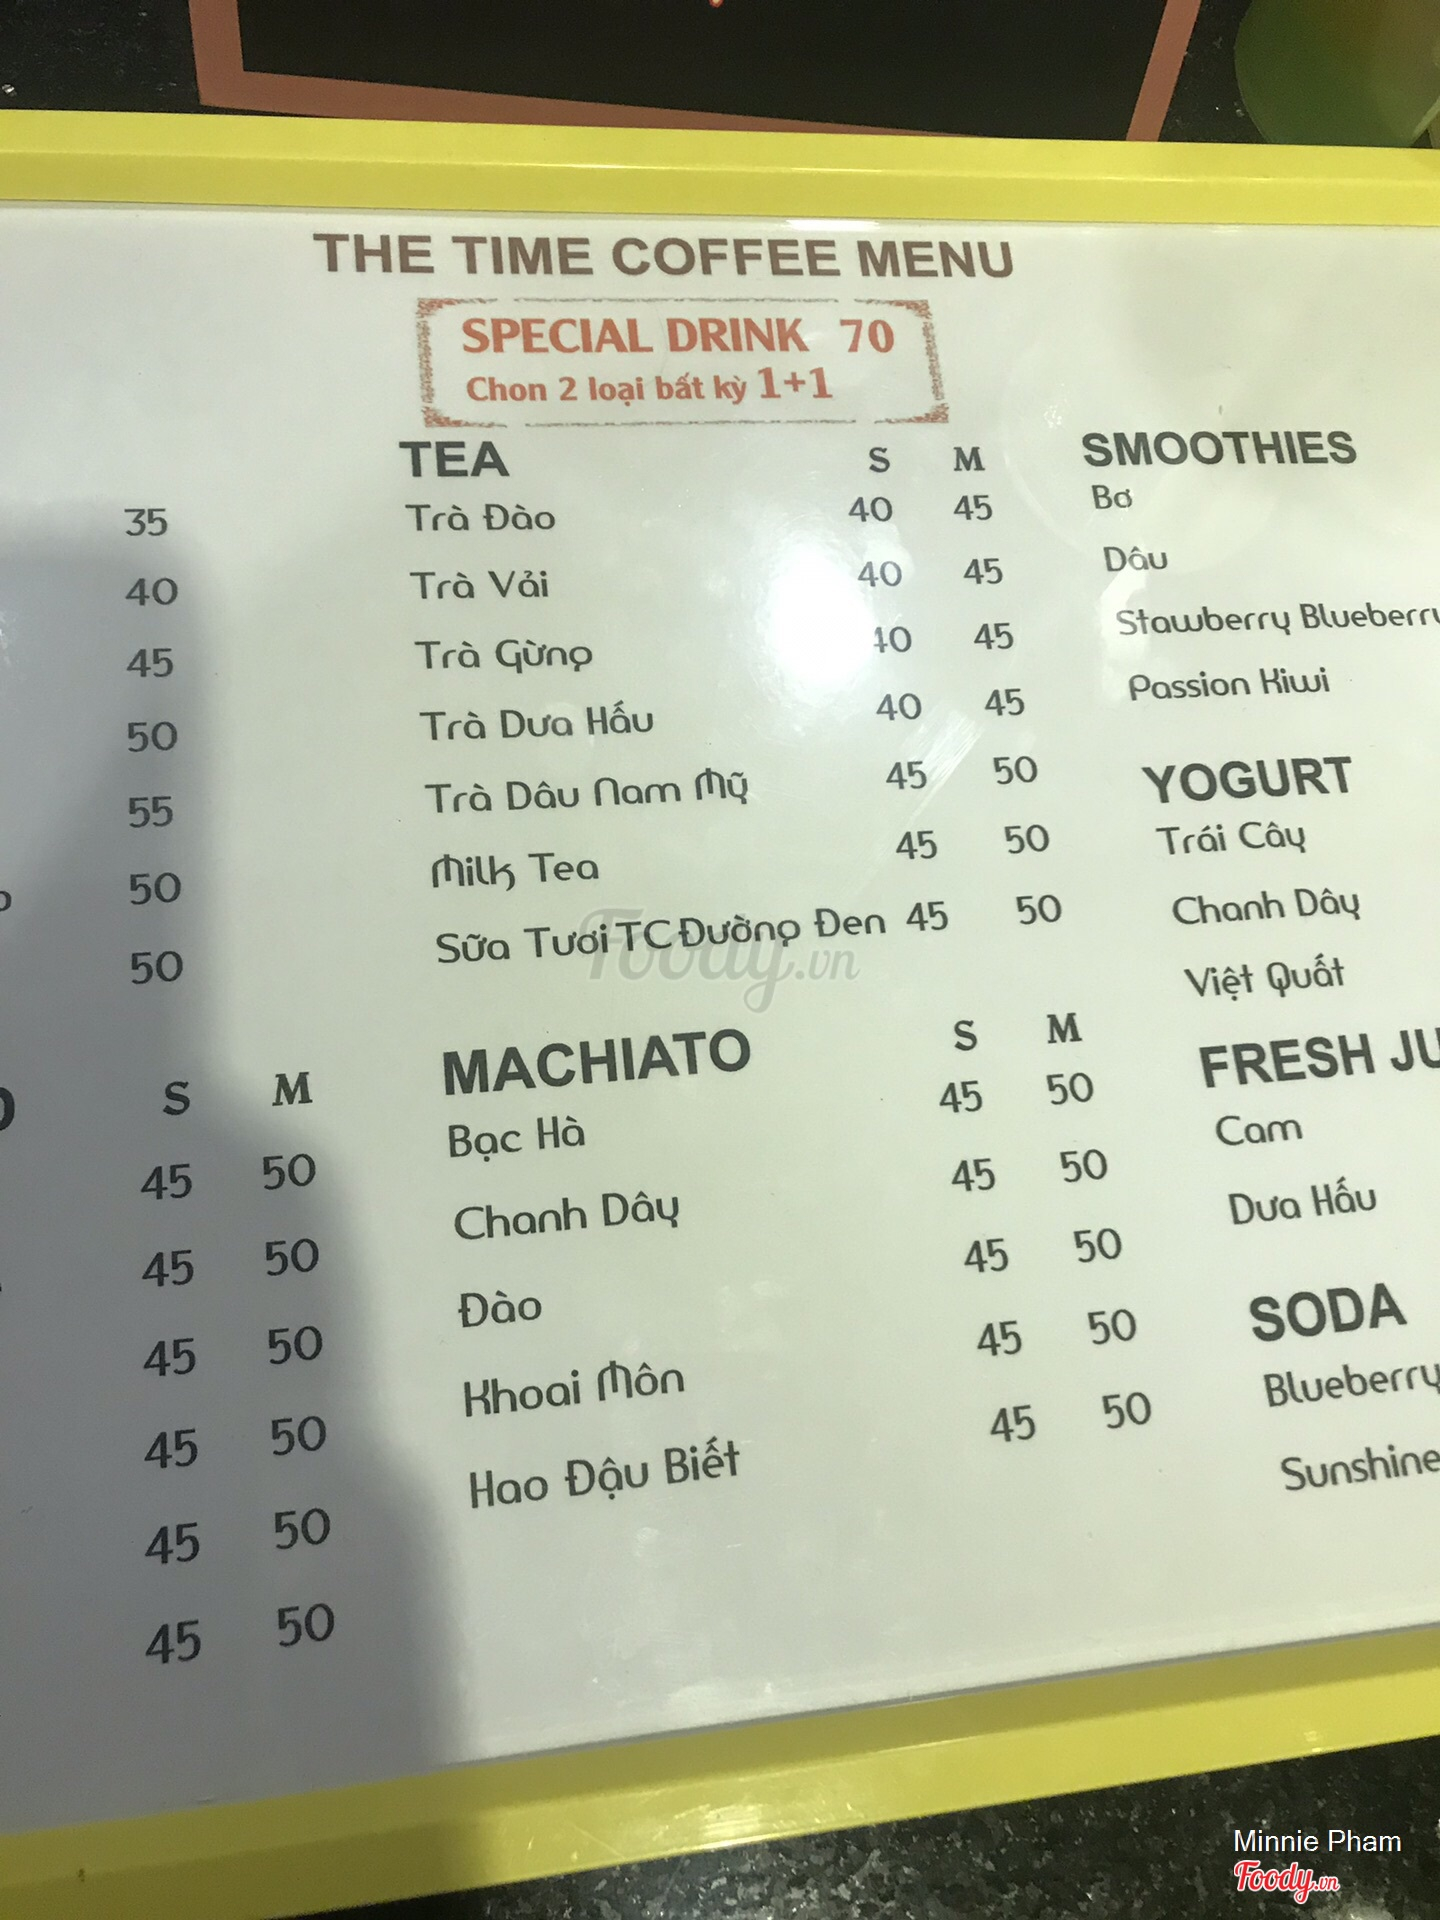 THE TIME COFFEE MENU
SPECIAL DRINK 70
Chon 2 loại bất kỳ 1+1
35
40
45
50
55
50
50
S M
45 50
45 50
45 50
45 50
45 50
45 50
TEA S M
Trà Đào 40 45
Trà Vải 40 45
Trà Gừng 40 45
Trà Dưa Hấu 40 45
Trà Dâu Nam Mỹ 45 50
Milk Tea 45 50
Sữa Tươi TC Đường Đen 45 50
MACHIATO S M
Bạc Hà 45 50
Chanh Dây 45 50
Đào 45 50
Khoai Môn 45 50
Hao Đậu Biết 45 50
SMOOTHIES
Bơ
Dâu
Stawberry Blueberry
Passion Kiwi
YOGURT
Trái Cây
Chanh Dây
Việt Quất
FRESH JU
Cam
Dưa Hấu
SODA
Blueberry
Sunshine
Foody.vn
Minnie Pham
Foody.vn